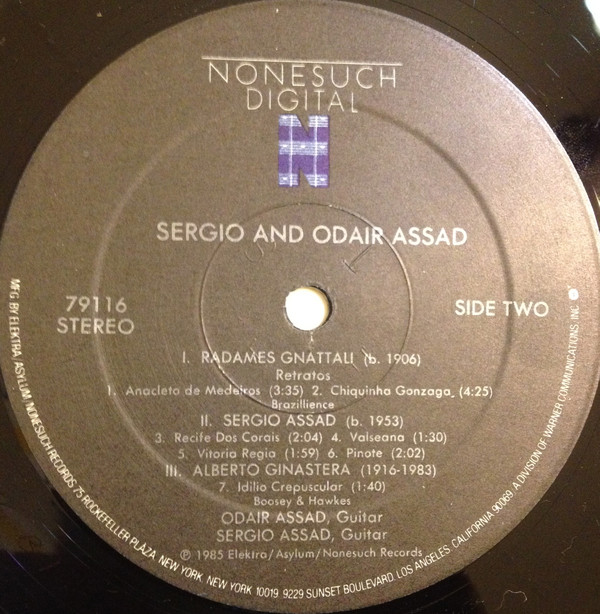 NONESUCH
DIGITAL
N
SERGIO AND ODAIR ASSAD
79116
STEREO
SIDE TWO
I. RADAMES GNATTALI (b. 1906)
Retratos
1. Anacleto de Medeiros (3:35) 2. Chiquinha Gonzaga (4:25)
Brazillience
II. SERGIO ASSAD (b. 1953)
3. Recife Dos Corais (2:04) 4. Valseana (1:30)
5. Vitoria Regia (1:59) 6. Pinote (2:02)
III. ALBERTO GINASTERA (1916-1983)
7. Idilio Crepuscular (1:40)
Boosey & Hawkes
ODAIR ASSAD, Guitar
SERGIO ASSAD, Guitar
℗ 1985 Elektra/Asylum/Nonesuch Records
MFG. BY ELEKTRA/ASYLUM/NONESUCH RECORDS 75 ROCKEFELLER PLAZA, NEW YORK, NEW YORK 10019 9229 SUNSET BOULEVARD, LOS ANGELES, CALIFORNIA 90069. A DIVISION OF WARNER COMMUNICATIONS, INC.